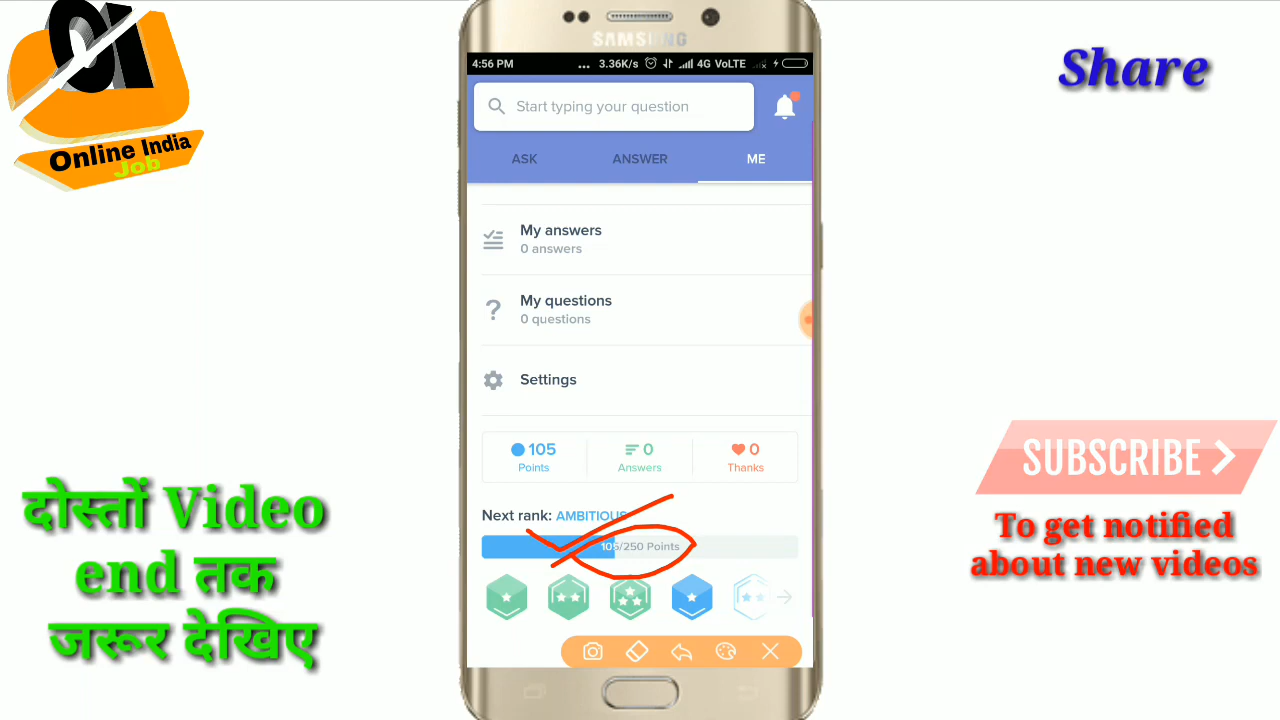 OI
Online India
Job
दोस्तों Video
end तक
जरूर देखिए
SAMSUNG
4:56 PM
... 3.36K/s 4G VoLTE
Start typing your question
ASK ANSWER ME
My answers
0 answers
My questions
0 questions
Settings
105 0 0
Points Answers Thanks
Next rank: AMBITIOUS
105/250 Points
Share
SUBSCRIBE
To get notified
about new videos